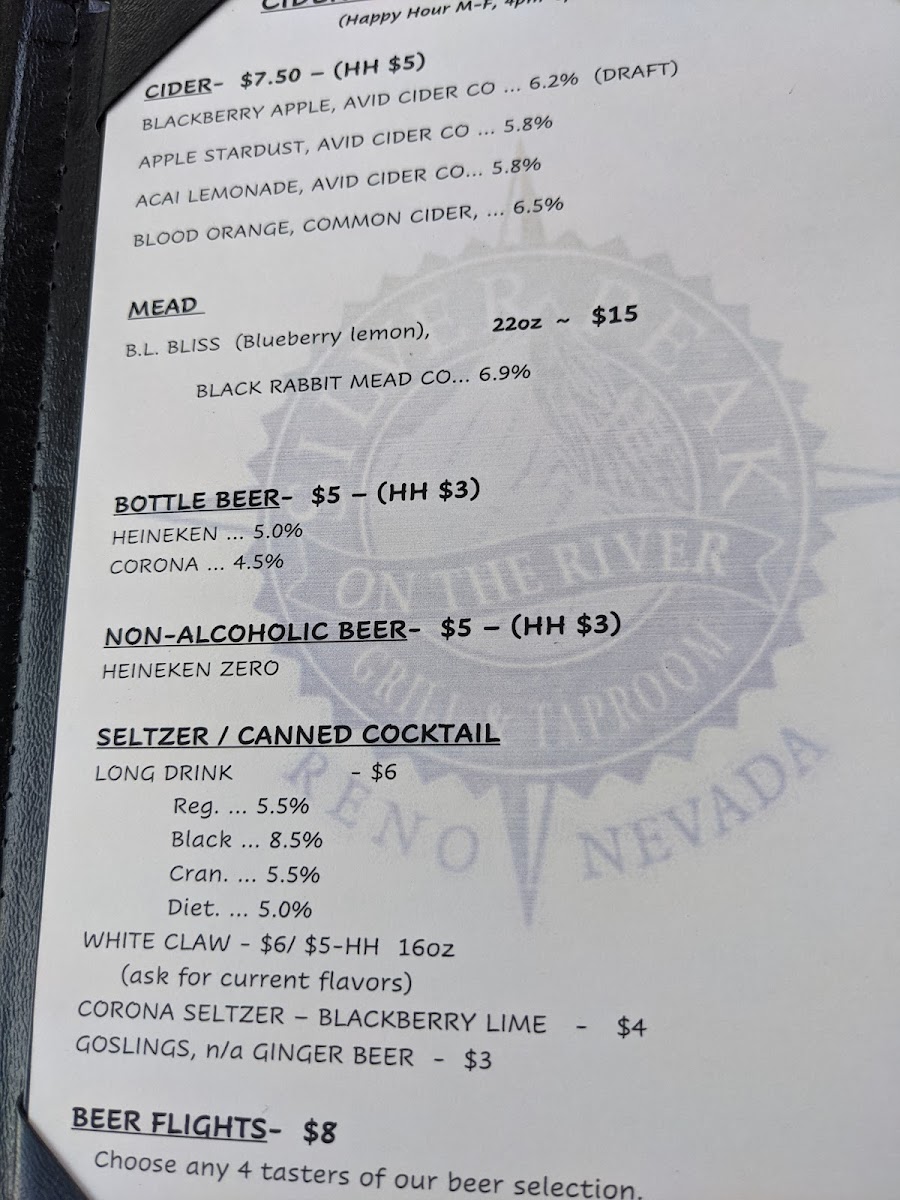 (Happy Hour M-F, 4pm
CIDER- $7.50 – (HH $5)
BLACKBERRY APPLE, AVID CIDER CO ... 6.2% (DRAFT)
APPLE STARDUST, AVID CIDER CO ... 5.8%
ACAI LEMONADE, AVID CIDER CO... 5.8%
BLOOD ORANGE, COMMON CIDER, ... 6.5%
MEAD
B.L. BLISS (Blueberry lemon), 22oz ~ $15
BLACK RABBIT MEAD CO... 6.9%
BOTTLE BEER- $5 – (HH $3)
HEINEKEN ... 5.0%
CORONA ... 4.5%
NON-ALCOHOLIC BEER- $5 – (HH $3)
HEINEKEN ZERO
SELTZER / CANNED COCKTAIL
LONG DRINK - $6
Reg. ... 5.5%
Black ... 8.5%
Cran. ... 5.5%
Diet. ... 5.0%
WHITE CLAW - $6/ $5-HH 16oz
(ask for current flavors)
CORONA SELTZER – BLACKBERRY LIME - $4
GOSLINGS, n/a GINGER BEER - $3
BEER FLIGHTS- $8
Choose any 4 tasters of our beer selection.
SILVER PEAK
ON THE RIVER
GRILL & TAPROOM
RENO NEVADA